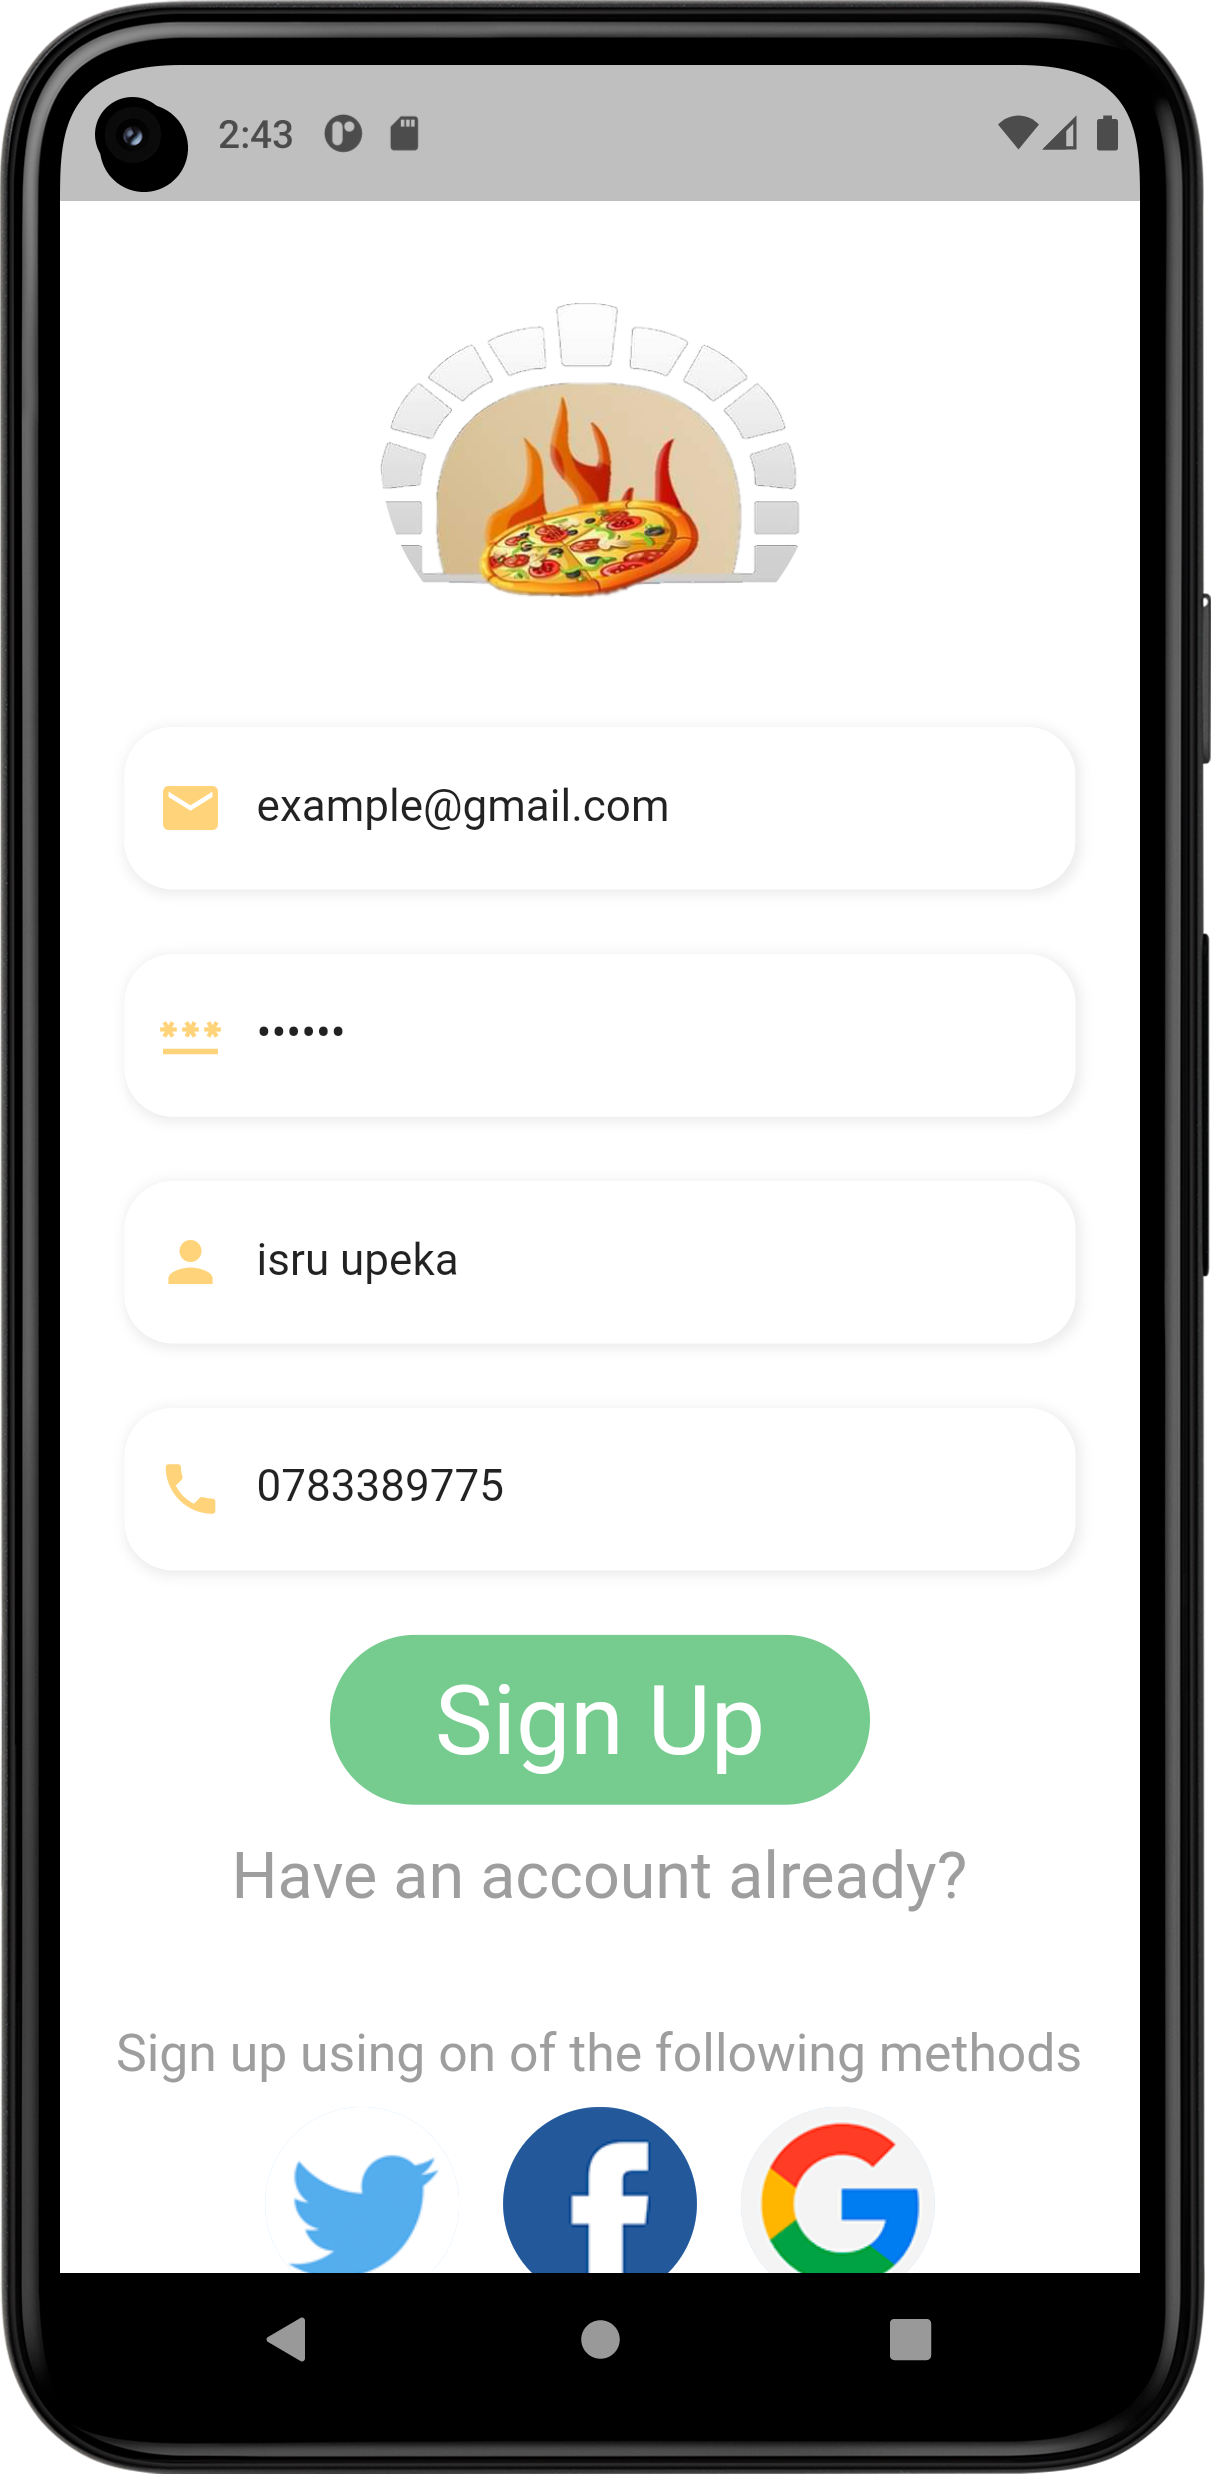 2:43
example@gmail.com
••••••
isru upeka
0783389775
Sign Up
Have an account already?
Sign up using on of the following methods